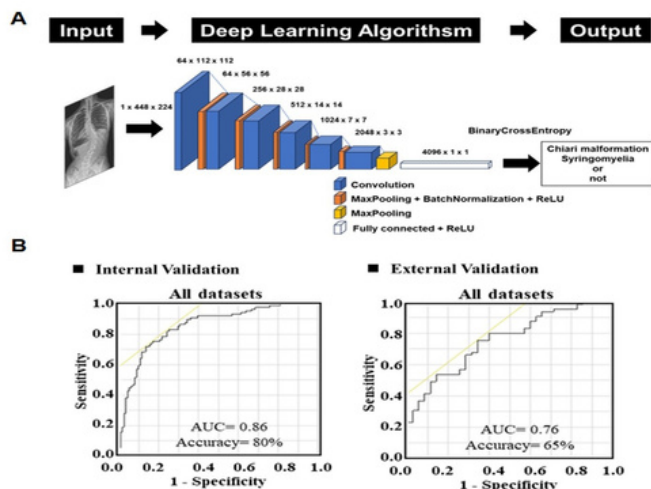 A
Input
Deep Learning Algorithsm
Output
64 x 112 x 112
64 x 56 x 56
256 x 28 x 28
512 x 14 x 14
1024 x 7 x 7
2048 x 3 x 3
1 x 448 x 224
4096 x 1 x 1
BinaryCrossEntropy
Chiari malformation
Syringomyelia
or
not
Convolution
MaxPooling + BatchNormalization + ReLU
MaxPooling
Fully connected + ReLU
B
Internal Validation
All datasets
Sensitivity
1.0
0.8
0.6
0.4
0.2
0.0
AUC= 0.86
Accuracy= 80%
0.0 0.2 0.4 0.6 0.8 1.0
1 - Specificity
External Validation
All datasets
Sensitivity
1.0
0.8
0.6
0.4
0.2
0.0
AUC= 0.76
Accuracy= 65%
0.0 0.2 0.4 0.6 0.8 1.0
1 - Specificity